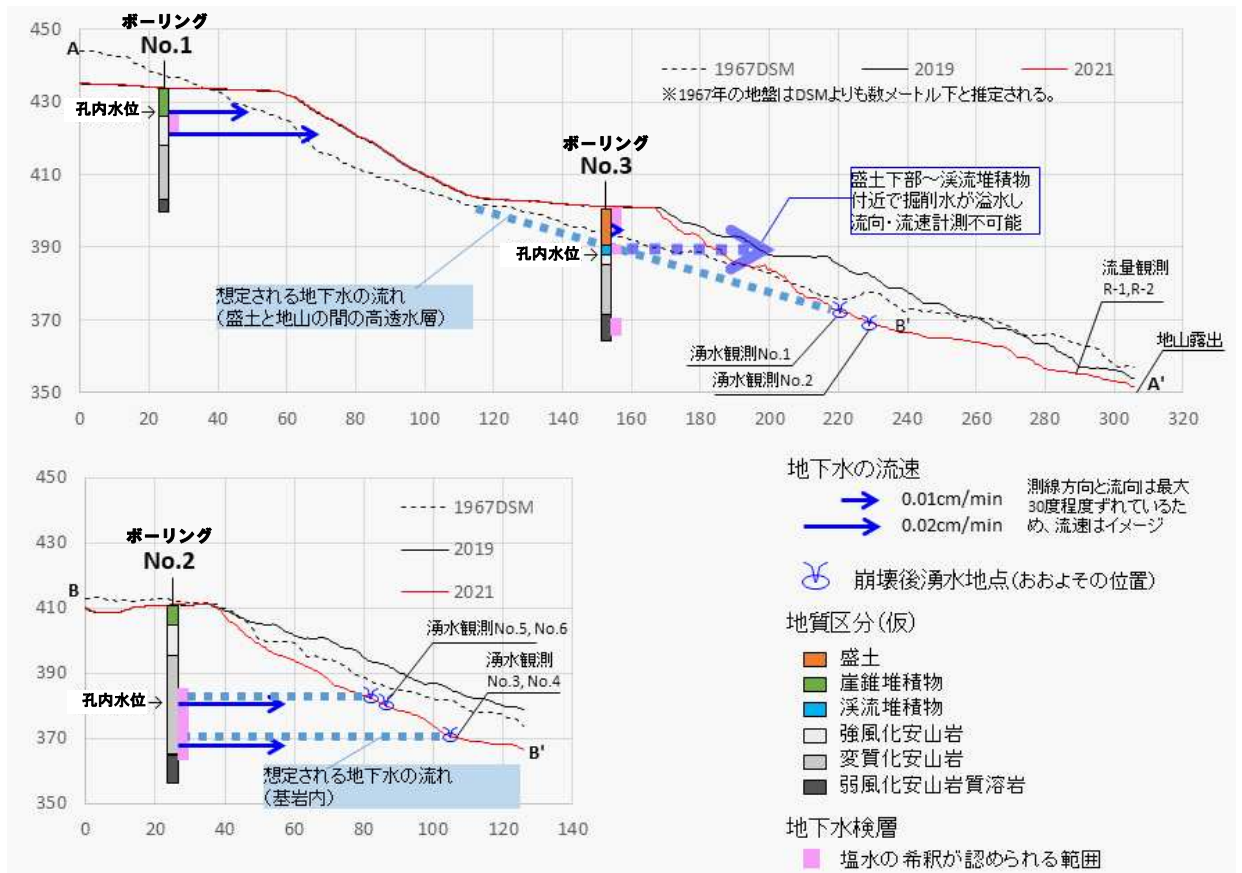 450
430
410
390
370
350
A
ボーリング
No.1
孔内水位
1967DSM
2019
2021
※1967年の地盤はDSMよりも数メートル下と推定される。
ボーリング
No.3
孔内水位
盛土下部～渓流堆積物
付近で掘削水が溢水し
流向・流速計測不可能
想定される地下水の流れ
(盛土と地山の間の高透水層)
流量観測
R-1,R-2
地山露出
B'
湧水観測No.1
湧水観測No.2
A'
0
20
40
60
80
100
120
140
160
180
200
220
240
260
280
300
320
450
430
410
390
370
350
B
ボーリング
No.2
孔内水位
1967DSM
2019
2021
湧水観測No.5, No.6
湧水観測
No.3, No.4
B'
想定される地下水の流れ
(基岩内)
0
20
40
60
80
100
120
140
地下水の流速
0.01cm/min
0.02cm/min
測線方向と流向は最大
30度程度ずれているた
め、流速はイメージ
崩壊後湧水地点(おおよその位置)
地質区分(仮)
盛土
崖錐堆積物
渓流堆積物
強風化安山岩
変質化安山岩
弱風化安山岩質溶岩
地下水検層
塩水の希釈が認められる範囲